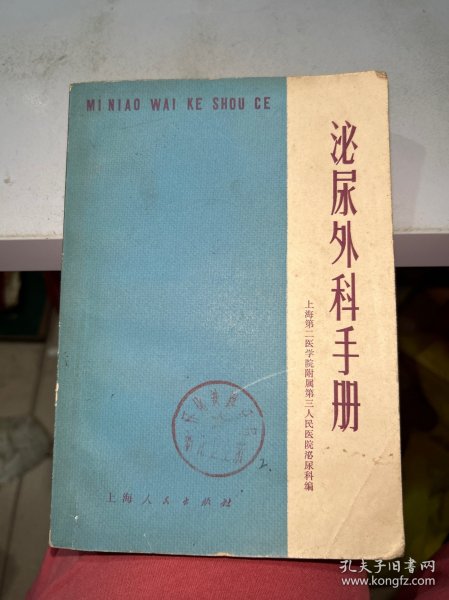 MI NIAO WAI KE SHOU CE
泌尿外科手册
上海第二医学院附属第三人民医院泌尿科编
上海人民出版社
孔夫子旧书网
www.kongfz.com